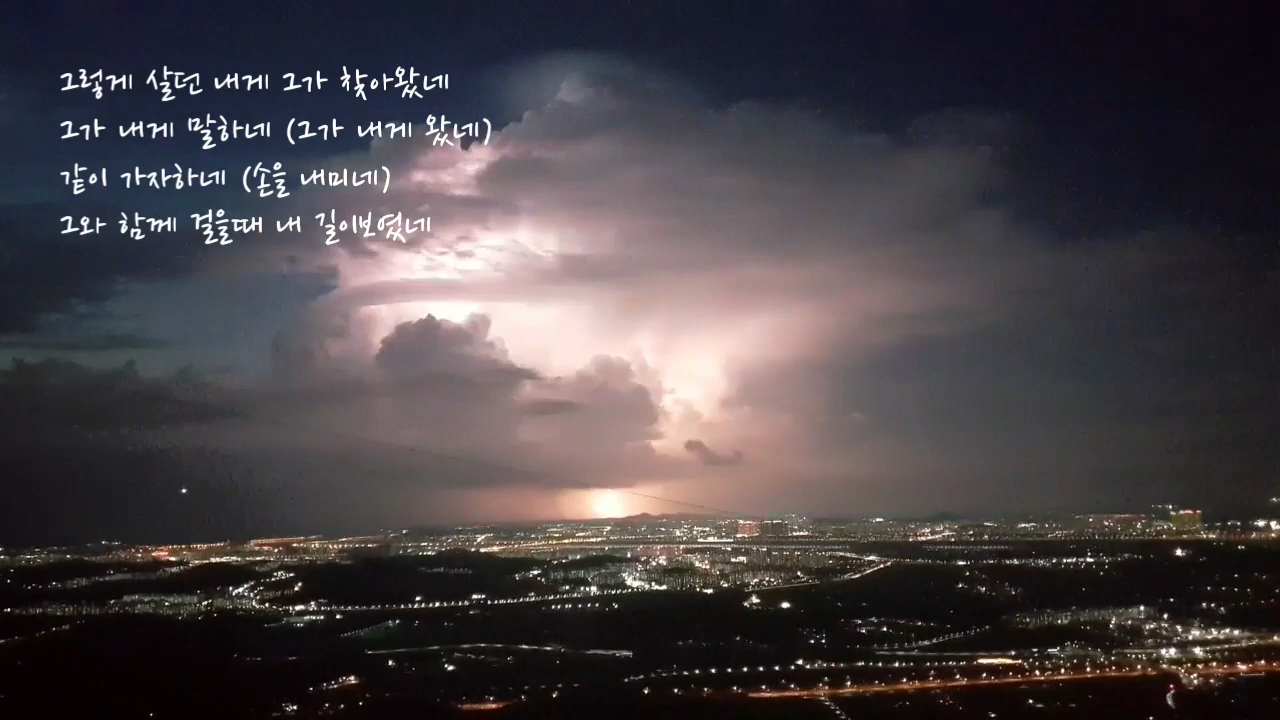 그렇게 살던 내게 그가 찾아왔네
그가 내게 말하네 (그가 내게 왔네)
같이 가자하네 (손을 내미네)
그와 함께 걸을때 내 길이보였네